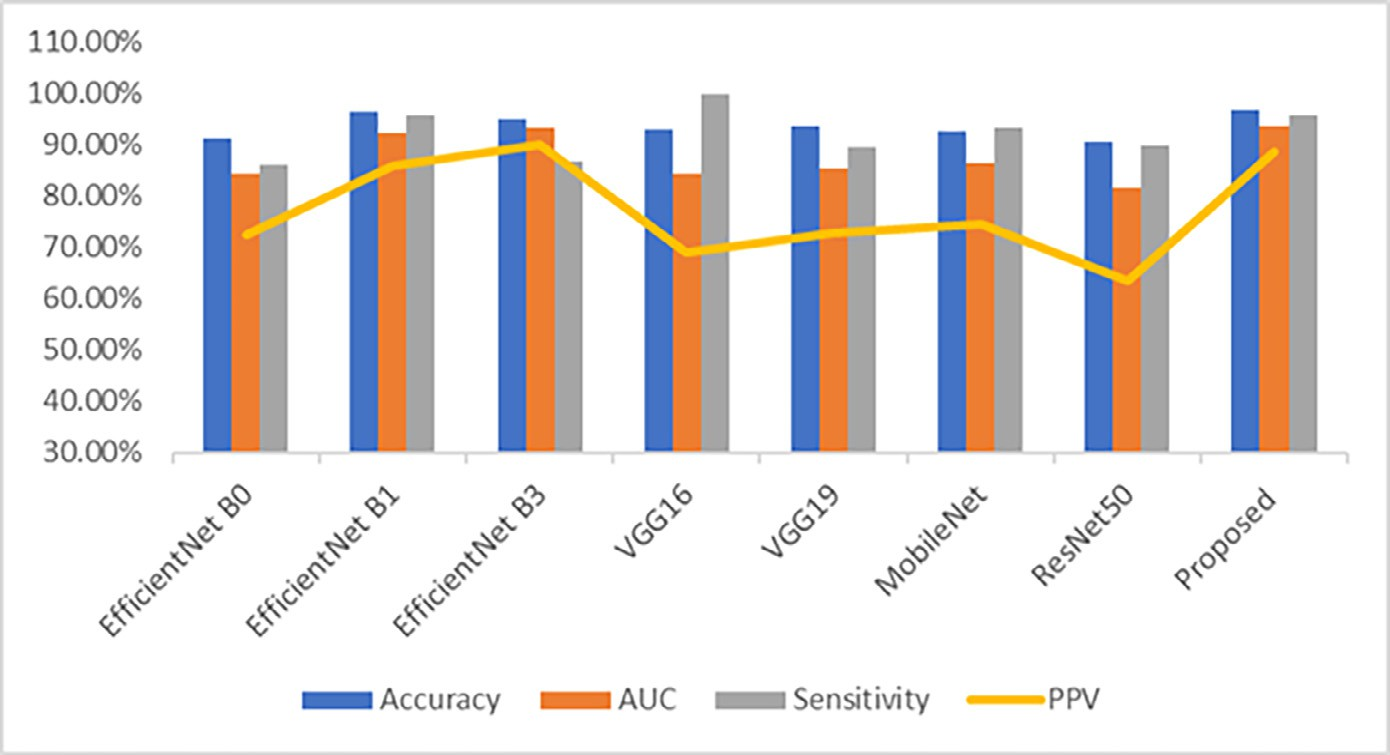 110.00%
100.00%
90.00%
80.00%
70.00%
60.00%
50.00%
40.00%
30.00%
EfficientNet B0
EfficientNet B1
EfficientNet B3
VGG16
VGG19
MobileNet
ResNet50
Proposed
Accuracy AUC Sensitivity PPV